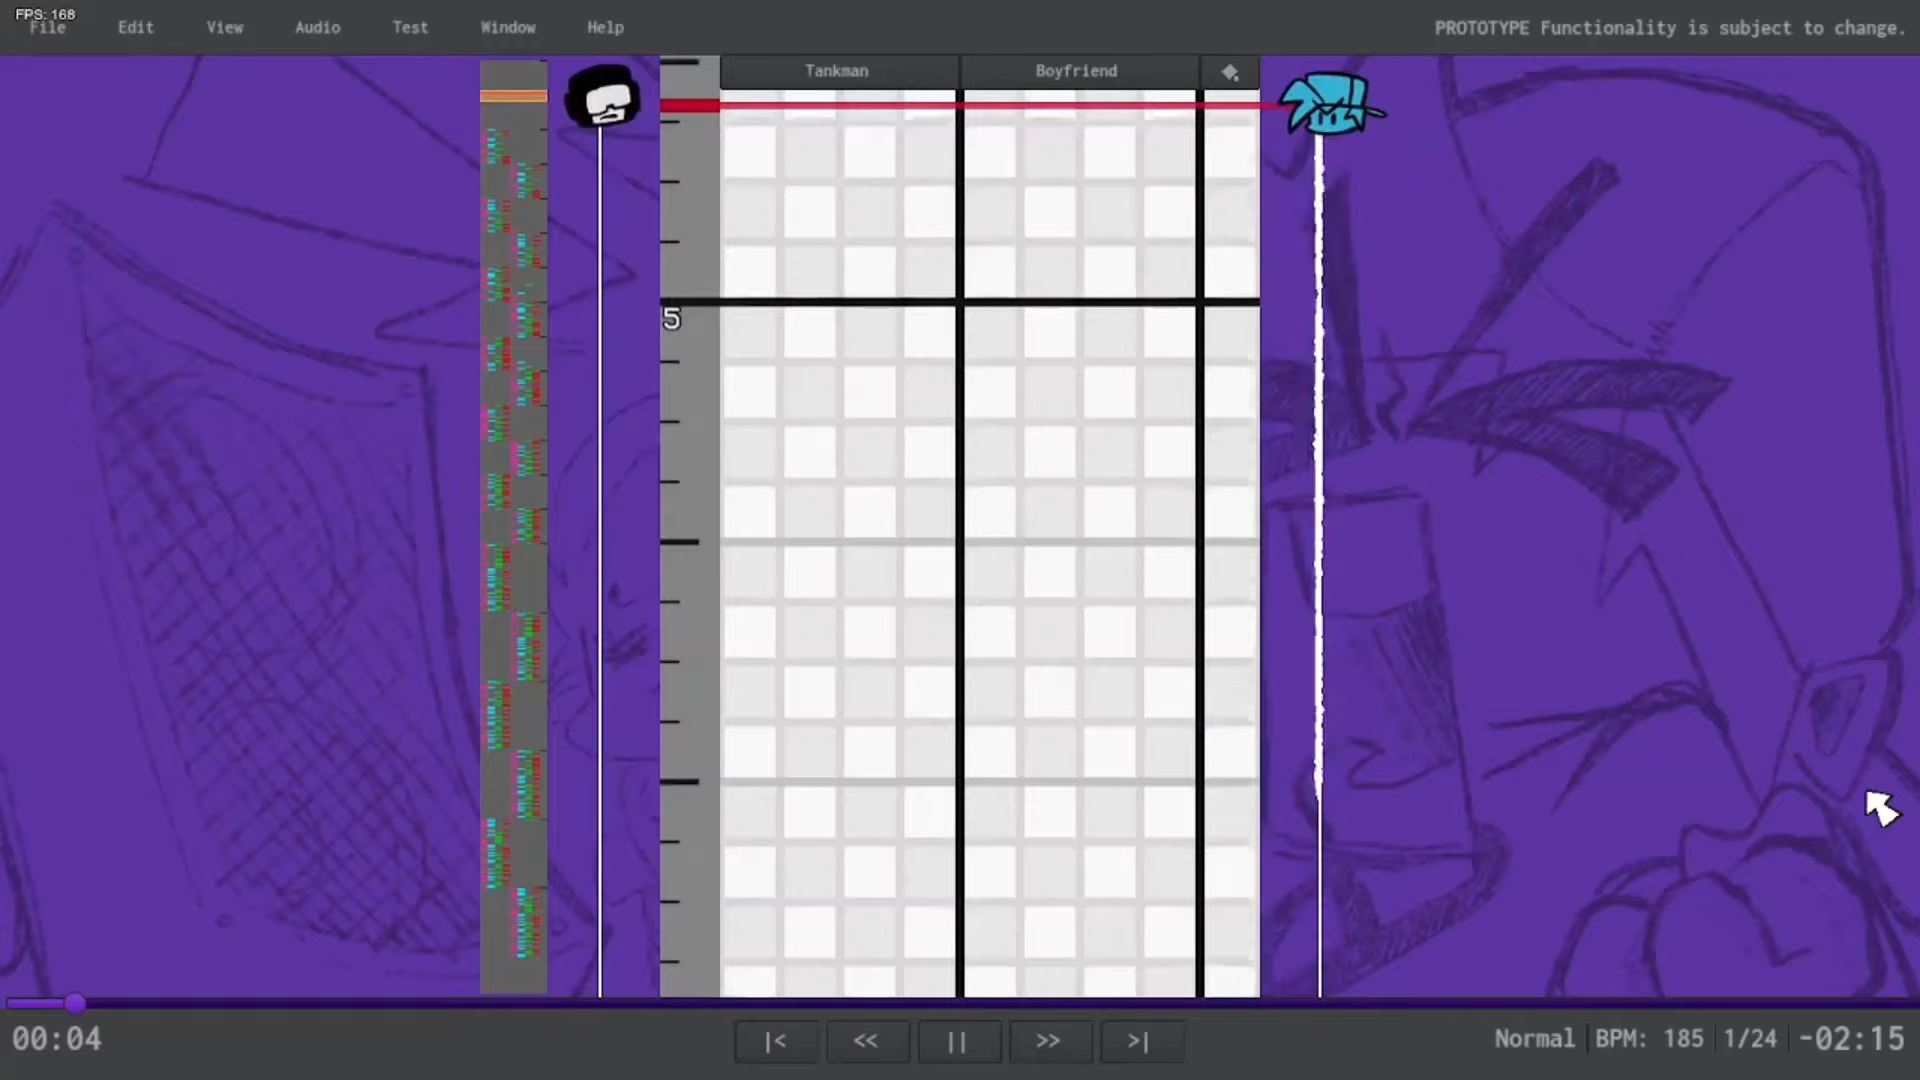 FPS: 168
File Edit View Audio Test Window Help PROTOTYPE Functionality is subject to change.
Tankman Boyfriend
5
00:04 |< << || >> >| Normal BPM: 185 1/24 -02:15